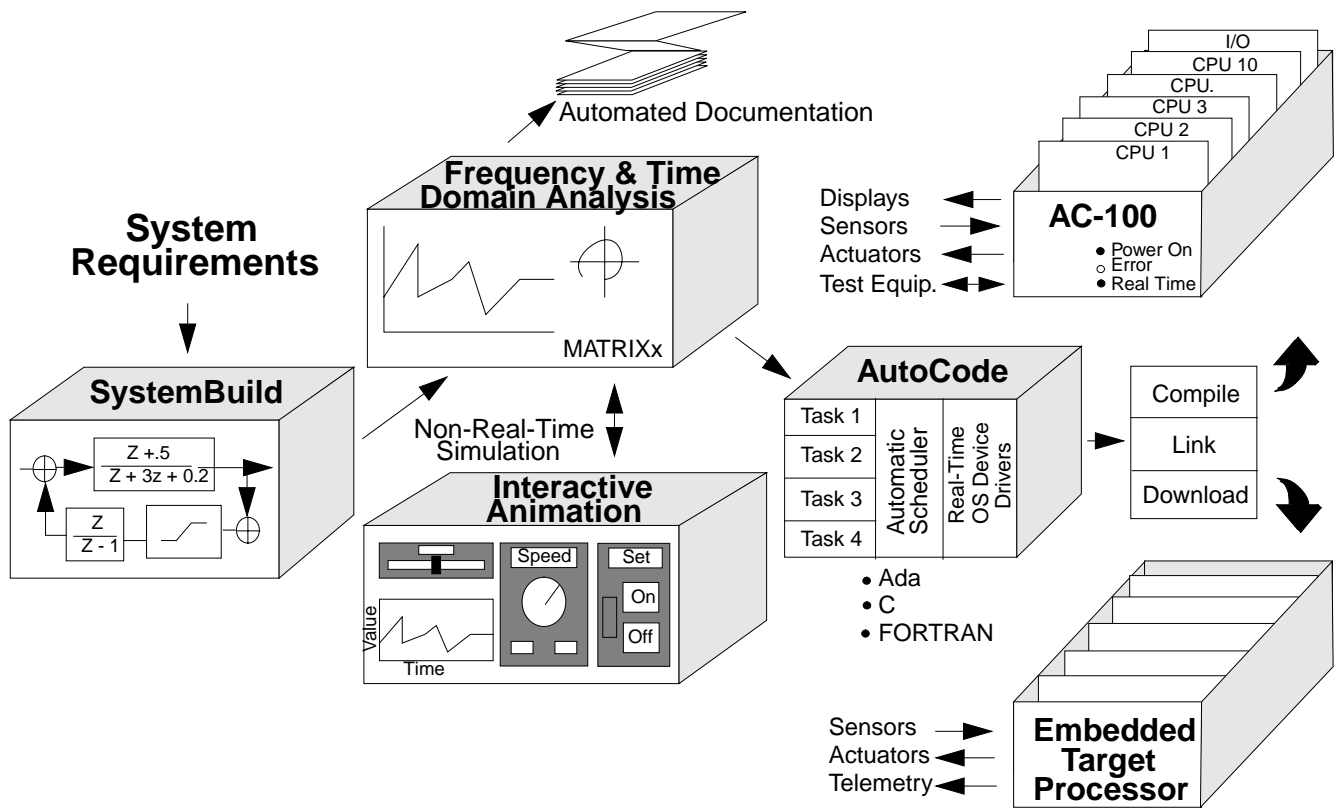 Automated Documentation
Frequency & Time
Domain Analysis
MATRIXx
System
Requirements
SystemBuild
Z +.5
Z + 3z + 0.2
Z
Z - 1
Non-Real-Time
Simulation
Interactive
Animation
Speed
Set
On
Off
Value
Time
I/O
CPU 10
CPU.
CPU 3
CPU 2
CPU 1
AC-100
Power On
Error
Real Time
Displays
Sensors
Actuators
Test Equip.
AutoCode
Task 1
Task 2
Task 3
Task 4
Automatic
Scheduler
Real-Time
OS Device
Drivers
• Ada
• C
• FORTRAN
Compile
Link
Download
Sensors
Actuators
Telemetry
Embedded
Target
Processor